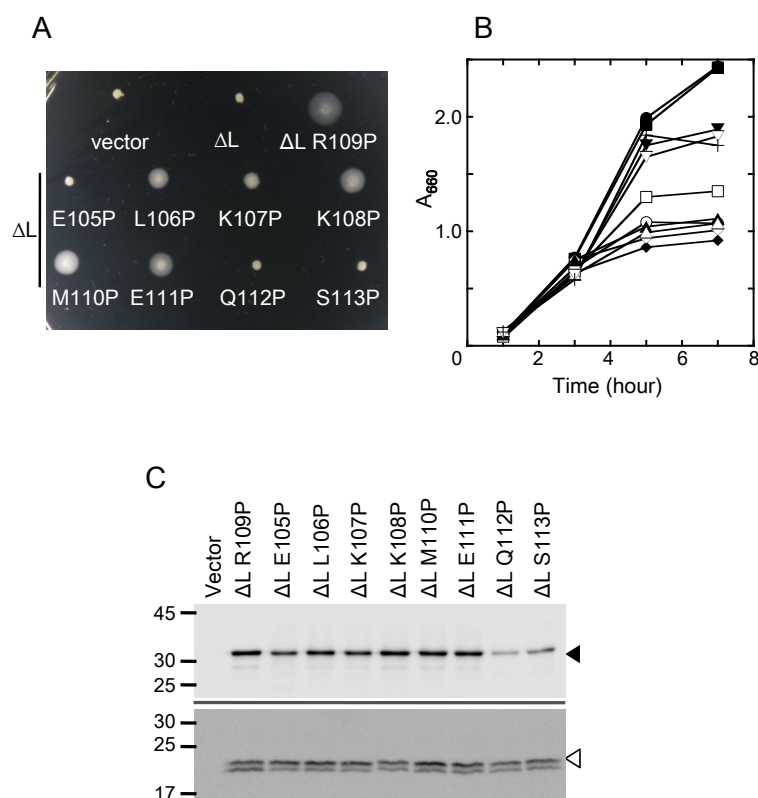 A
vector ΔL ΔL R109P
ΔL
E105P L106P K107P K108P
M110P E111P Q112P S113P
B
A660
2.0
1.0
0
0 2 4 6 8
Time (hour)
C
Vector
ΔL R109P
ΔL E105P
ΔL L106P
ΔL K107P
ΔL K108P
ΔL M110P
ΔL E111P
ΔL Q112P
ΔL S113P
45
30
25
30
25
17